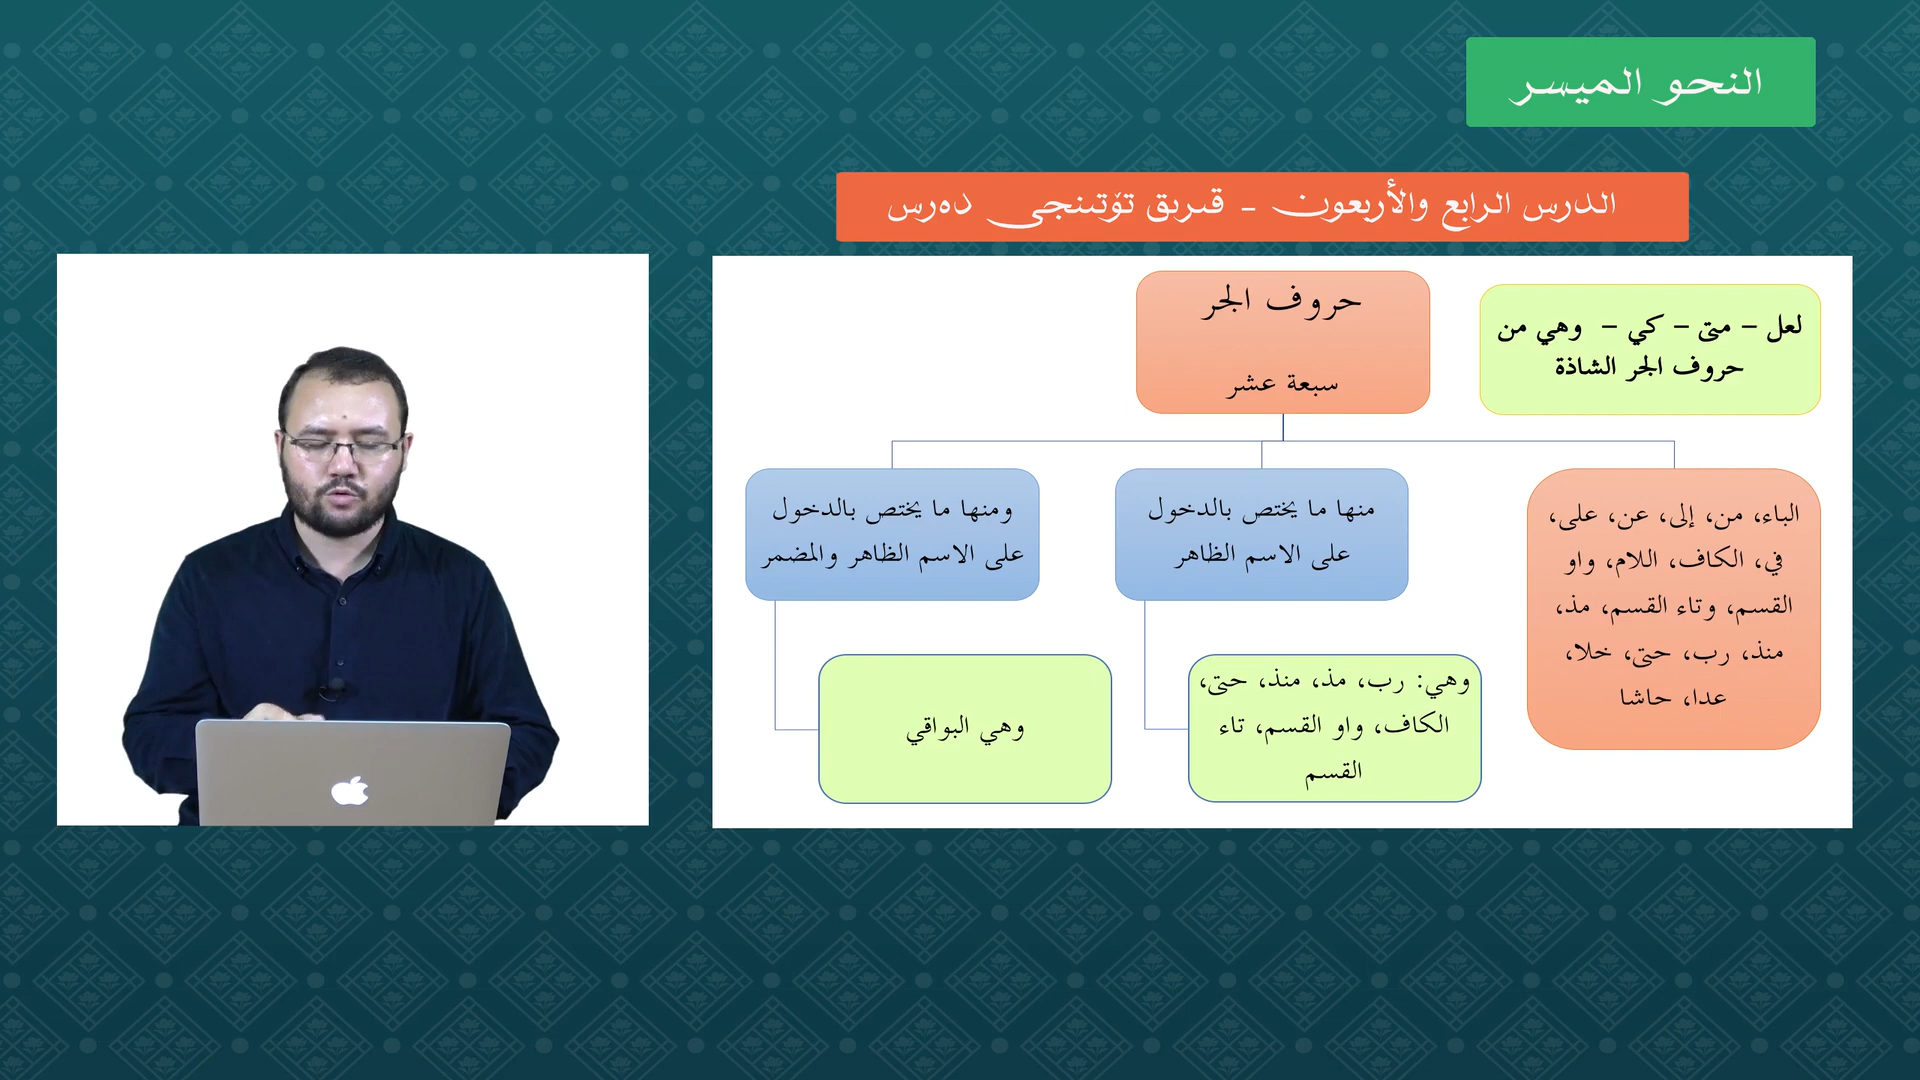 النحو الميسر
الدرس الرابع والأربعون - قىرىق تۆتىنجى دەرس
حروف الجر
سبعة عشر
لعل – متى – كي – وهي من
حروف الجر الشاذة
الباء، من، إلى، عن، على،
في، الكاف، اللام، واو
القسم، وتاء القسم، مذ،
منذ، رب، حتى، خلا،
عدا، حاشا
منها ما يختص بالدخول
على الاسم الظاهر
وهي: رب، مذ، منذ، حتى،
الكاف، واو القسم، تاء
القسم
ومنها ما يختص بالدخول
على الاسم الظاهر والمضمر
وهي البواقي